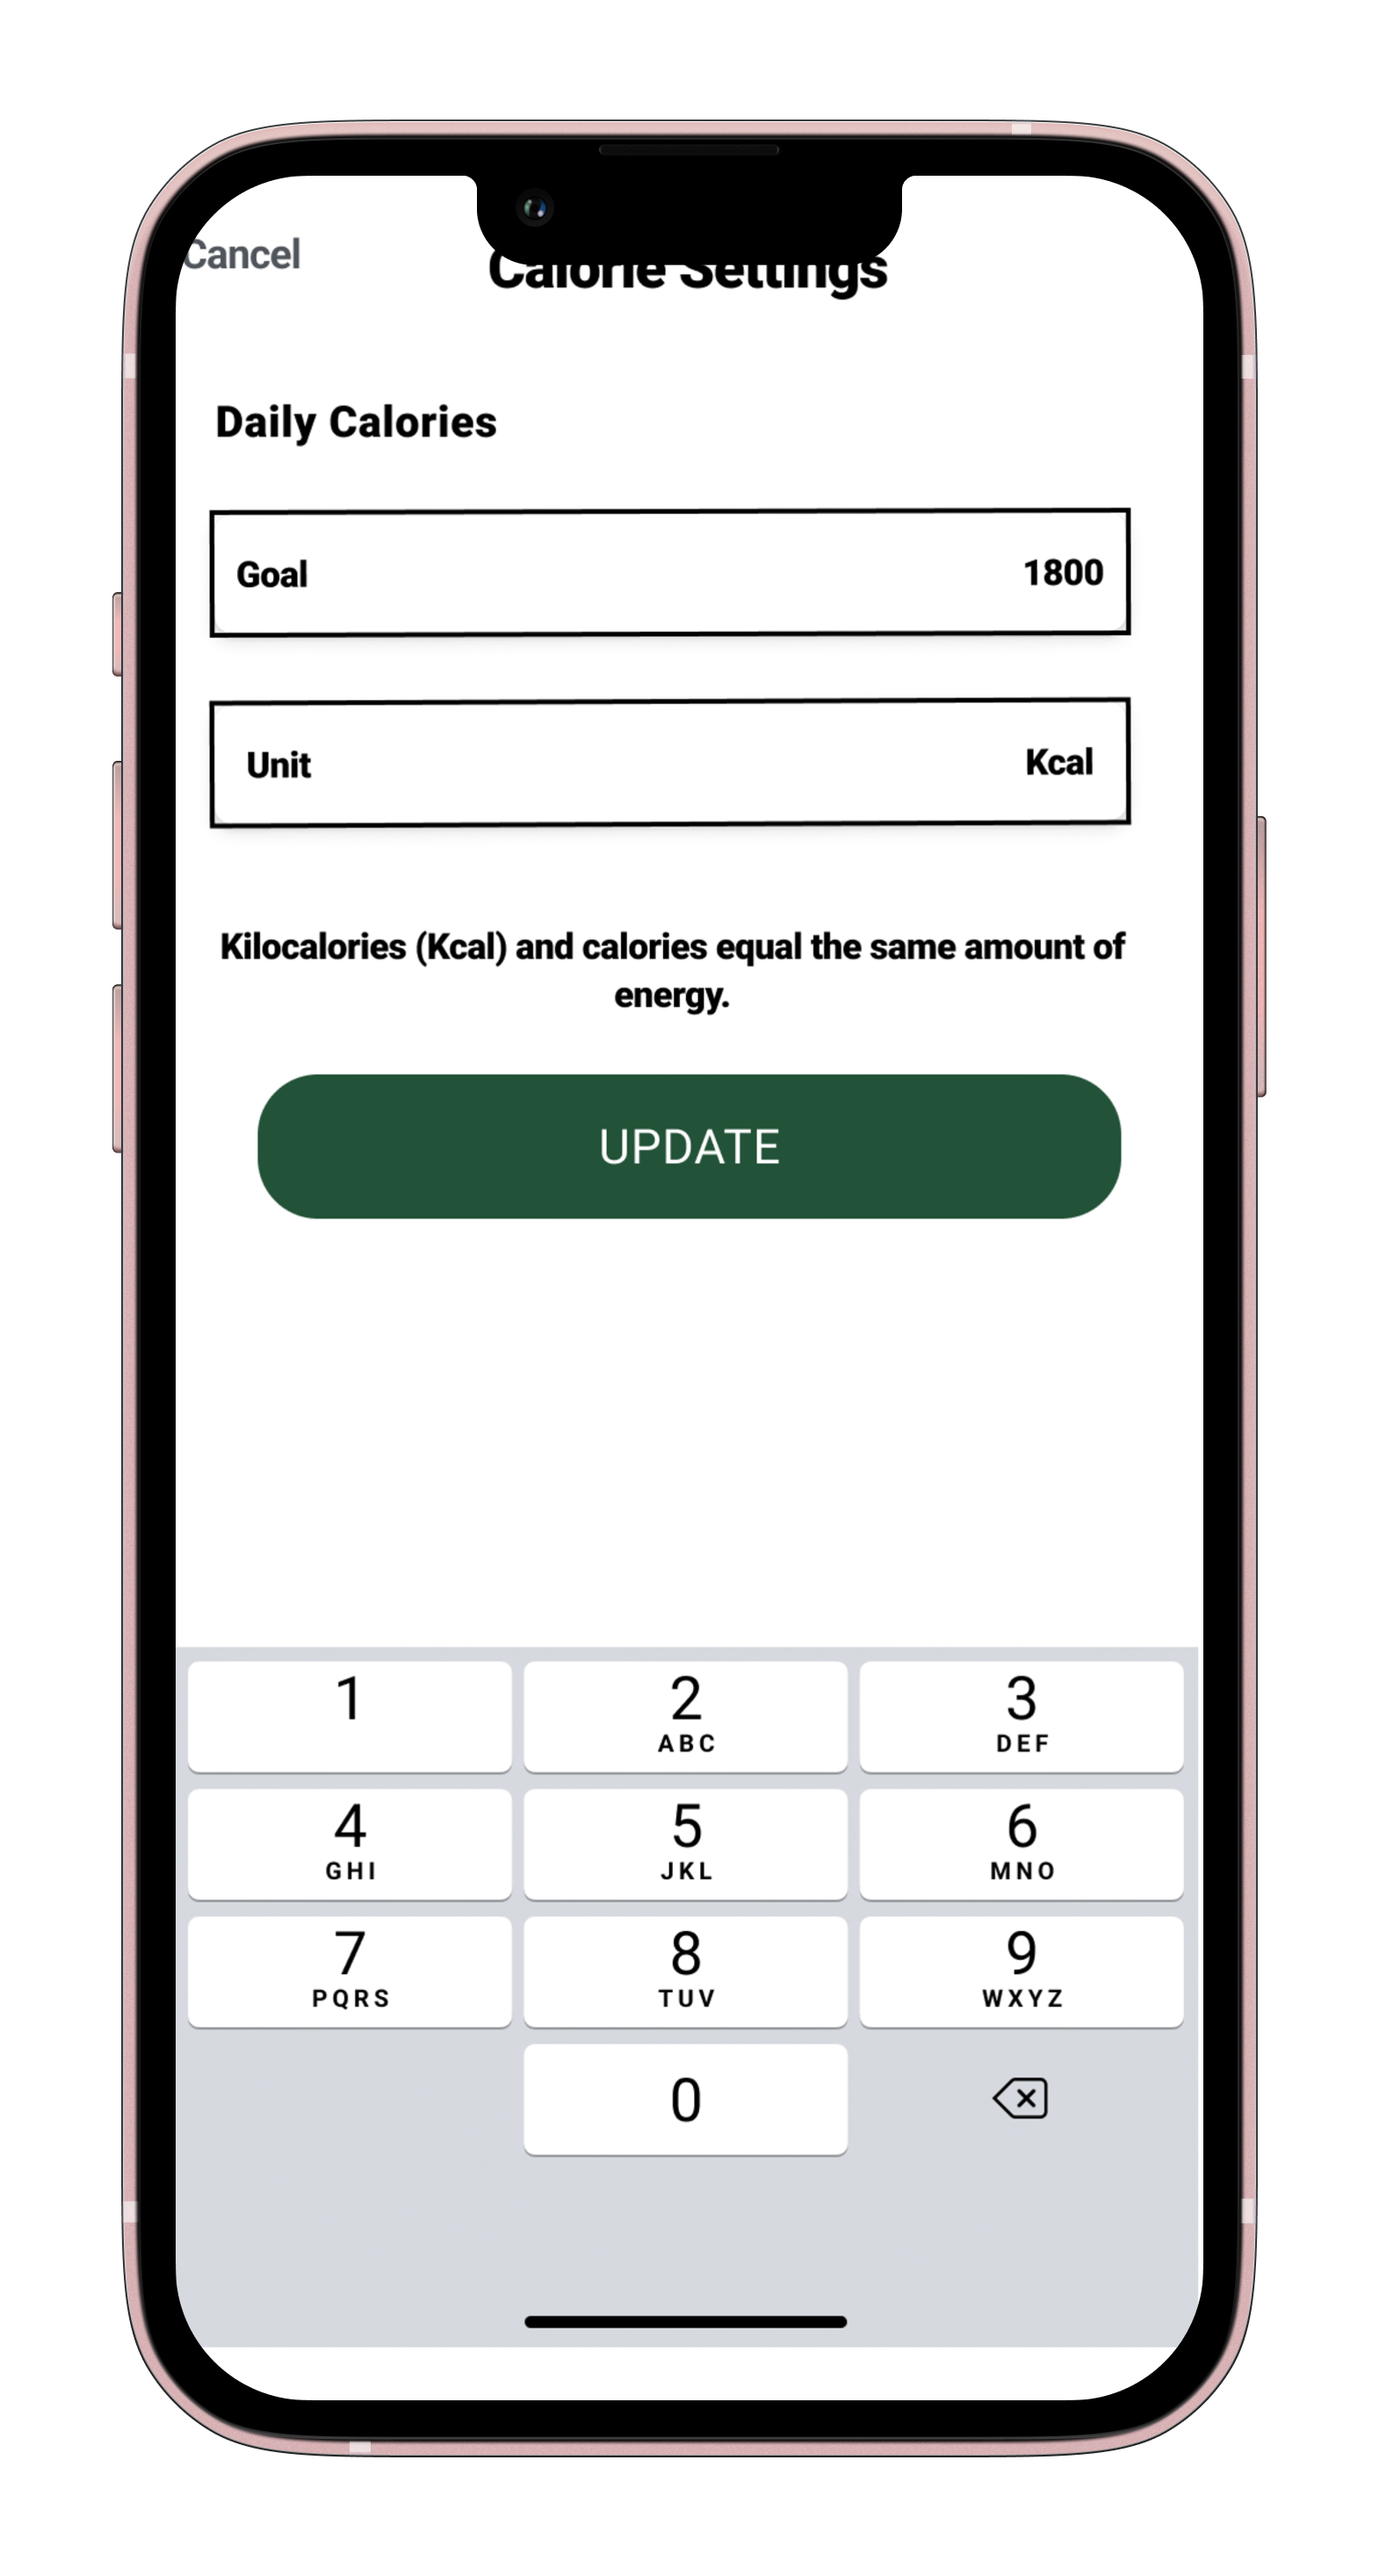 Cancel
Calorie Settings
Daily Calories
Goal 1800
Unit Kcal
Kilocalories (Kcal) and calories equal the same amount of
energy.
UPDATE
1 2 3
ABC DEF
4 5 6
GHI JKL MNO
7 8 9
PQRS TUV WXYZ
0